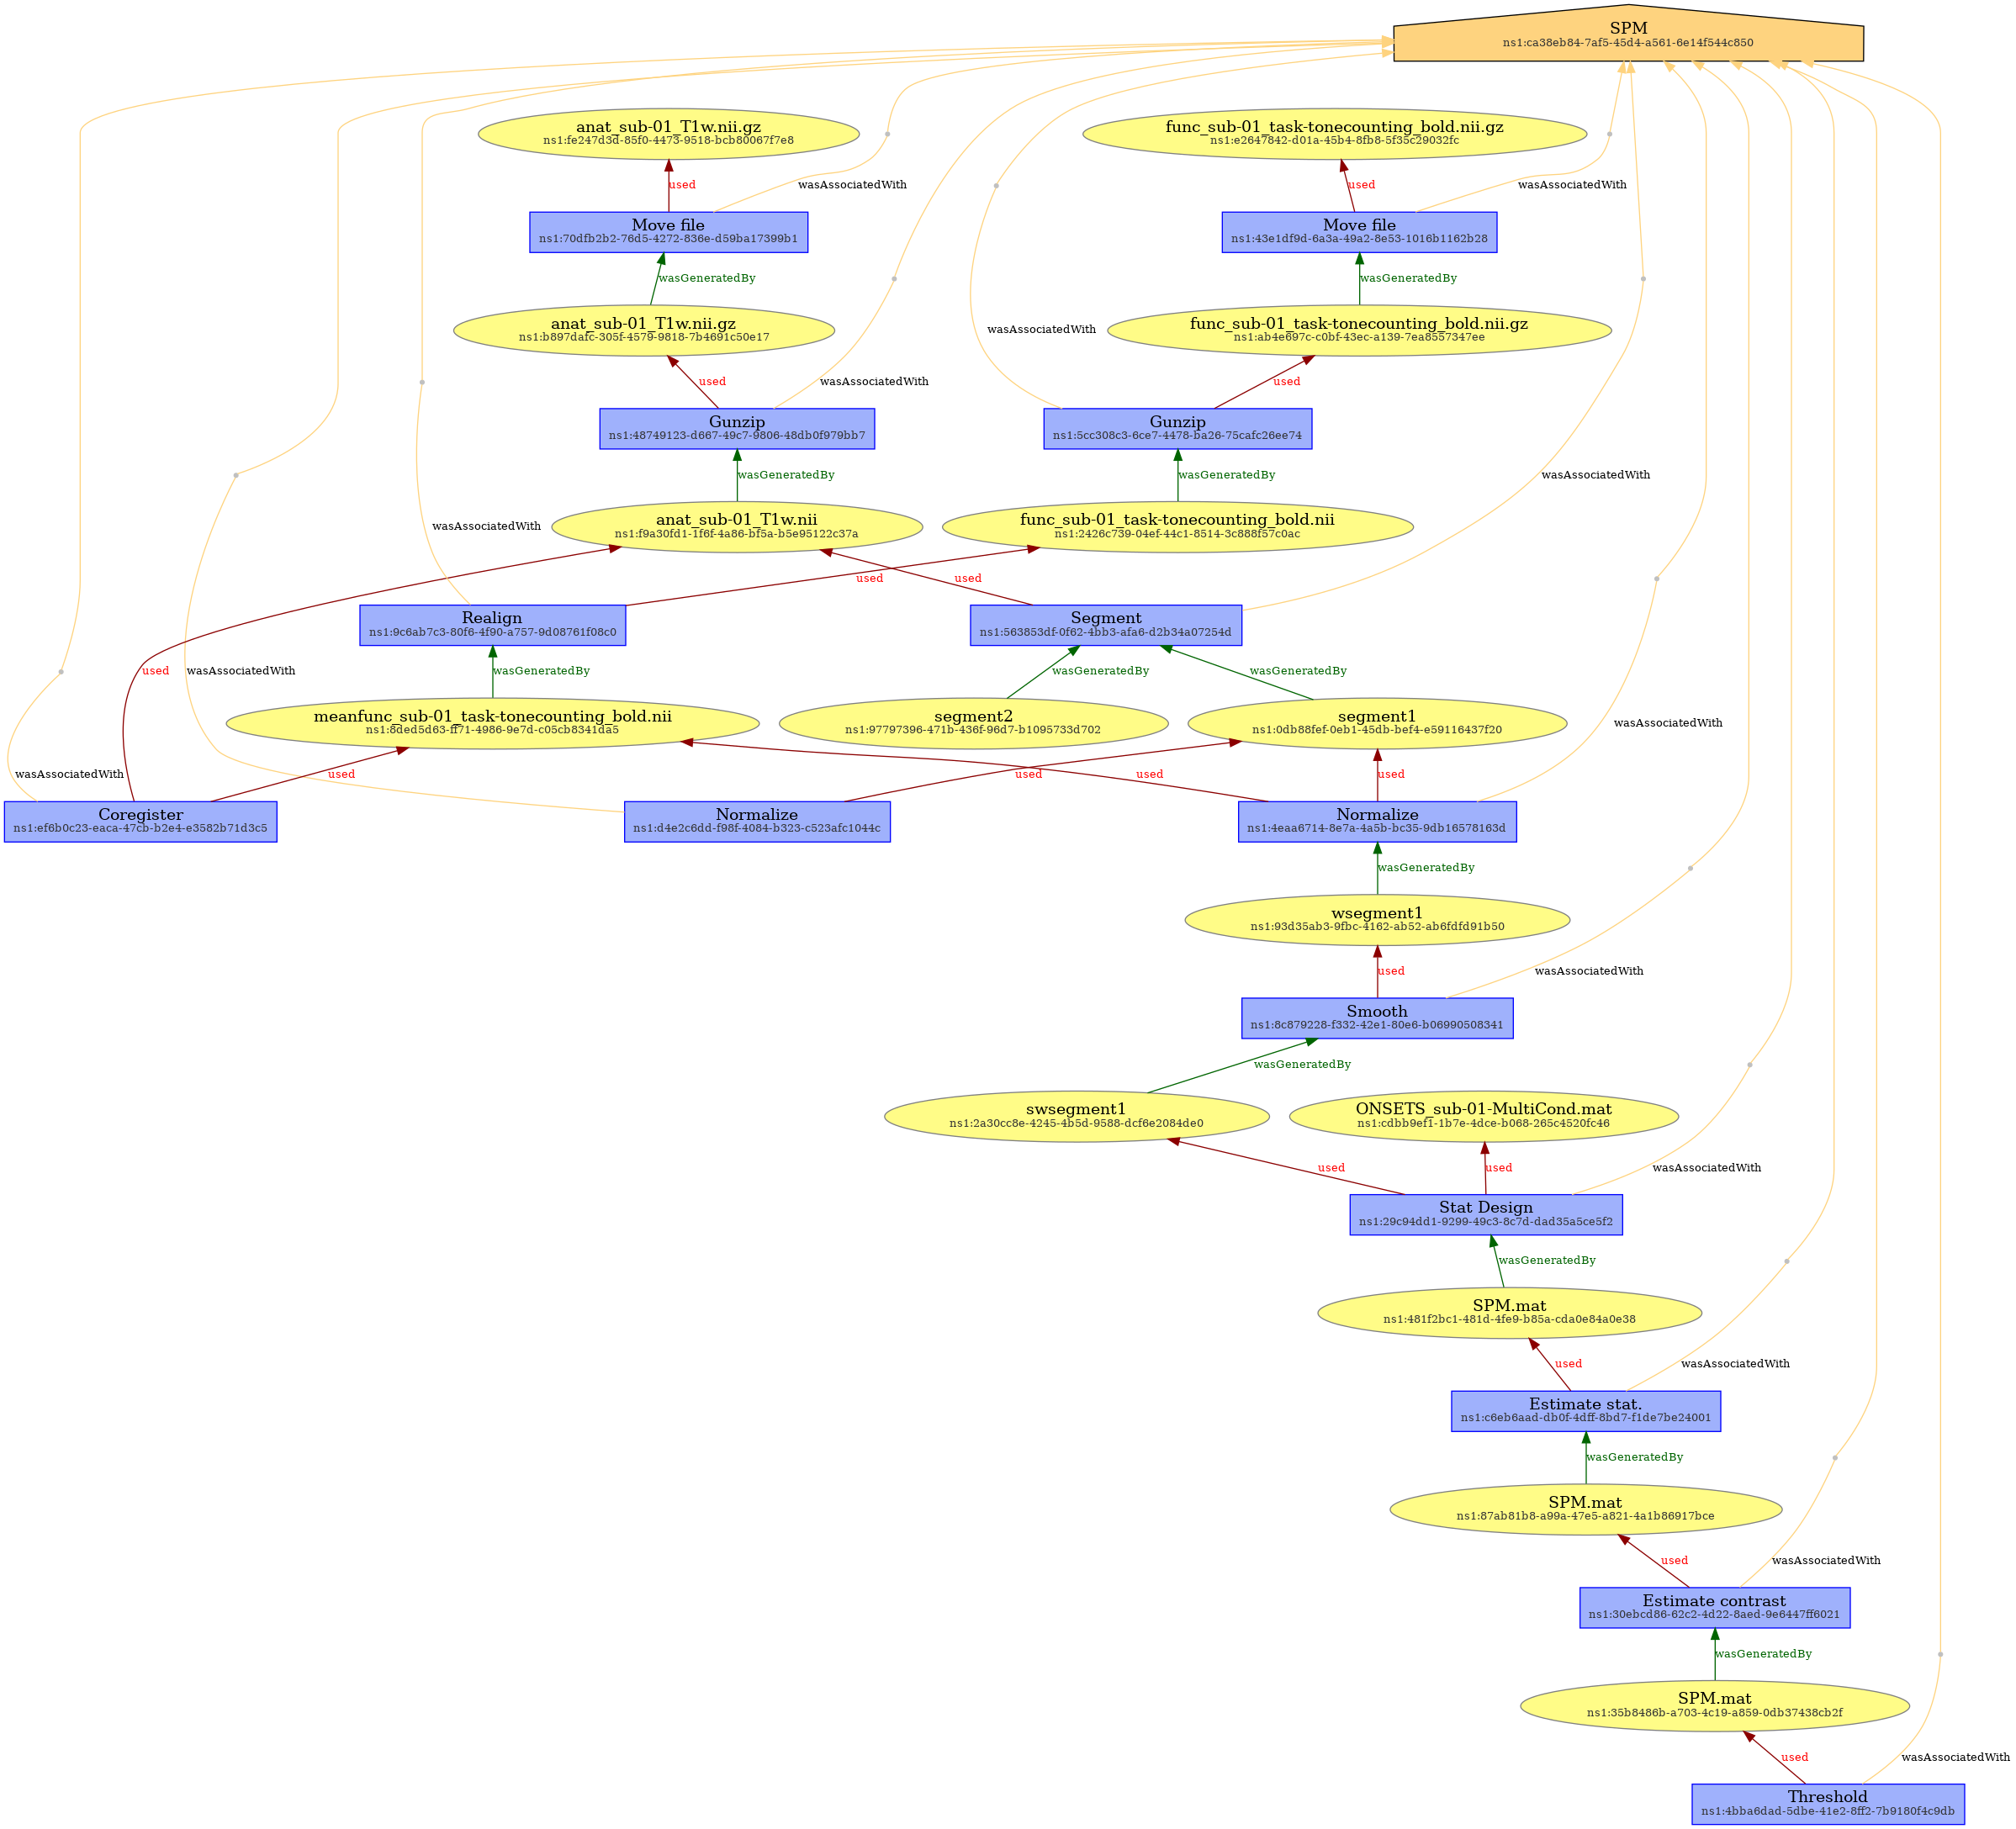 SPM
ns1:ca38eb84-7af5-45d4-a561-6e14f544c850
anat_sub-01_T1w.nii.gz
ns1:fe247d3d-85f0-4473-9518-bcb80067f7e8
func_sub-01_task-tonecounting_bold.nii.gz
ns1:e2647842-d01a-45b4-8fb8-5f35c29032fc
used
wasAssociatedWith
used
wasAssociatedWith
Move file
ns1:70dfb2b2-76d5-4272-836e-d59ba17399b1
Move file
ns1:43e1df9d-6a3a-49a2-8e53-1016b1162b28
wasGeneratedBy
wasGeneratedBy
anat_sub-01_T1w.nii.gz
ns1:b897dafc-305f-4579-9818-7b4691c50e17
wasAssociatedWith
func_sub-01_task-tonecounting_bold.nii.gz
ns1:ab4e697c-c0bf-43ec-a139-7ea8557347ee
used
wasAssociatedWith
used
Gunzip
ns1:48749123-d667-49c7-9806-48db0f979bb7
Gunzip
ns1:5cc308c3-6ce7-4478-ba26-75cafc26ee74
wasGeneratedBy
wasGeneratedBy
wasAssociatedWith
wasAssociatedWith
anat_sub-01_T1w.nii
ns1:f9a30fd1-1f6f-4a86-bf5a-b5e95122c37a
func_sub-01_task-tonecounting_bold.nii
ns1:2426c739-04ef-44c1-8514-3c888f57c0ac
used
used
Realign
ns1:9c6ab7c3-80f6-4f90-a757-9d08761f08c0
Segment
ns1:563853df-0f62-4bb3-afa6-d2b34a07254d
used
wasAssociatedWith
wasGeneratedBy
wasGeneratedBy
wasGeneratedBy
meanfunc_sub-01_task-tonecounting_bold.nii
ns1:8ded5d63-ff71-4986-9e7d-c05cb8341da5
segment2
ns1:97797396-471b-436f-96d7-b1095733d702
segment1
ns1:0db88fef-0eb1-45db-bef4-e59116437f20
wasAssociatedWith
wasAssociatedWith
used
used
used
used
Coregister
ns1:ef6b0c23-eaca-47cb-b2e4-e3582b71d3c5
Normalize
ns1:d4e2c6dd-f98f-4084-b323-c523afc1044c
Normalize
ns1:4eaa6714-8e7a-4a5b-bc35-9db16578163d
wasGeneratedBy
wsegment1
ns1:93d35ab3-9fbc-4162-ab52-ab6fdfd91b50
used
wasAssociatedWith
Smooth
ns1:8c879228-f332-42e1-80e6-b06990508341
wasGeneratedBy
swsegment1
ns1:2a30cc8e-4245-4b5d-9588-dcf6e2084de0
ONSETS_sub-01-MultiCond.mat
ns1:cdbb9ef1-1b7e-4dce-b068-265c4520fc46
used
used
wasAssociatedWith
Stat Design
ns1:29c94dd1-9299-49c3-8c7d-dad35a5ce5f2
wasGeneratedBy
SPM.mat
ns1:481f2bc1-481d-4fe9-b85a-cda0e84a0e38
used
wasAssociatedWith
Estimate stat.
ns1:c6eb6aad-db0f-4dff-8bd7-f1de7be24001
wasGeneratedBy
SPM.mat
ns1:87ab81b8-a99a-47e5-a821-4a1b86917bce
used
wasAssociatedWith
Estimate contrast
ns1:30ebcd86-62c2-4d22-8aed-9e6447ff6021
wasGeneratedBy
SPM.mat
ns1:35b8486b-a703-4c19-a859-0db37438cb2f
used
wasAssociatedWith
Threshold
ns1:4bba6dad-5dbe-41e2-8ff2-7b9180f4c9db